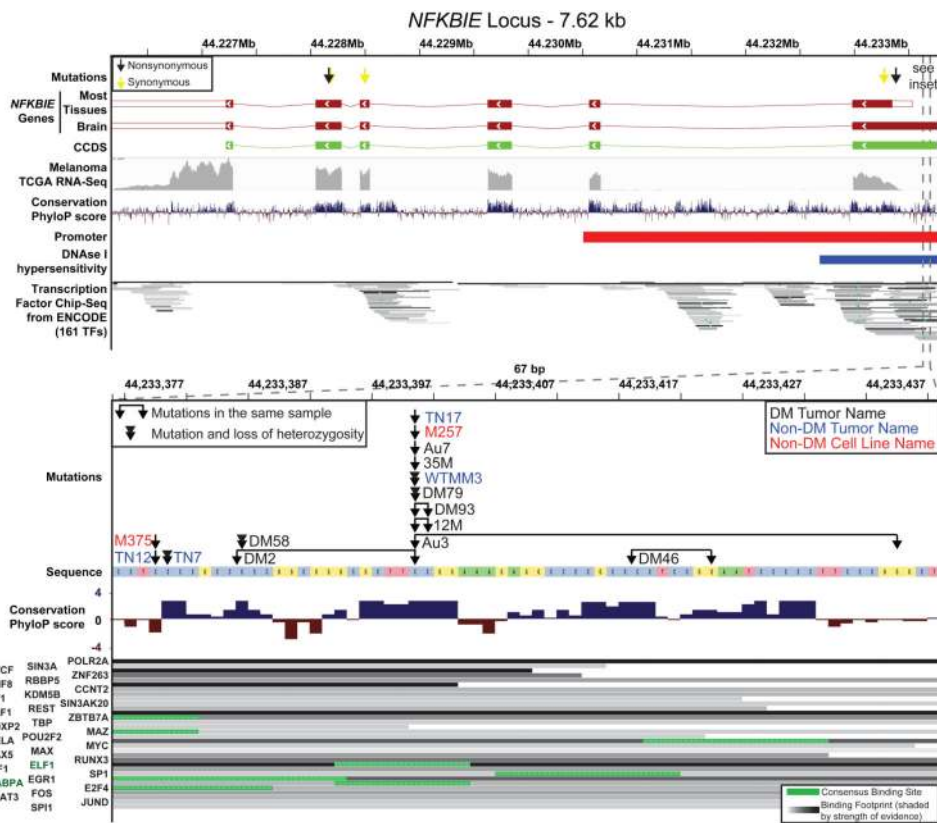 NFKBIE Locus - 7.62 kb
44.227Mb 44.228Mb 44.229Mb 44.230Mb 44.231Mb 44.232Mb 44.233Mb
Nonsynonymous
Synonymous
Mutations
see inset
NFKBIE Genes
Most Tissues
Brain
CCDS
Melanoma
TCGA RNA-Seq
Conservation
PhyloP score
Promoter
DNAse I
hypersensitivity
Transcription
Factor Chip-Seq
from ENCODE
(161 TFs)
67 bp
44,233,377 44,233,387 44,233,397 44,233,407 44,233,417 44,233,427 44,233,437
Mutations in the same sample
Mutation and loss of heterozygosity
DM Tumor Name
Non-DM Tumor Name
Non-DM Cell Line Name
Mutations
TN17
M257
Au7
35M
WTMM3
DM79
DM93
12M
Au3
M375
TN12
TN7
DM58
DM2
DM46
Sequence
Conservation
PhyloP score
4
0
-4
POLR2A
SIN3A
ZNF263
RBBP5
CCNT2
KDM5B
SIN3AK20
REST
ZBTB7A
TBP
MAZ
POU2F2
MYC
MAX
RUNX3
ELF1
SP1
EGR1
E2F4
FOS
JUND
SPI1
Consensus Binding Site
Binding Footprint (shaded
by strength of evidence)